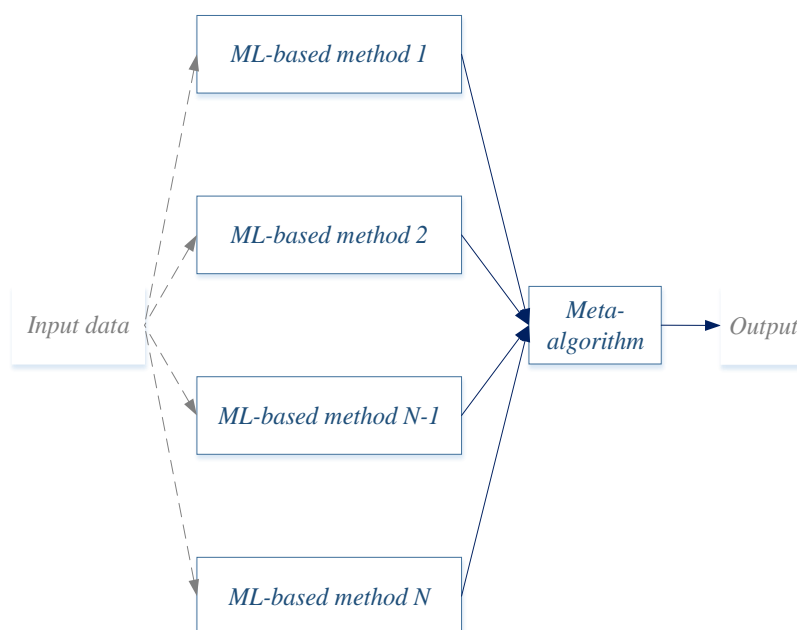 ML-based method 1
ML-based method 2
Input data
Meta-
algorithm
Output
ML-based method N-1
ML-based method N